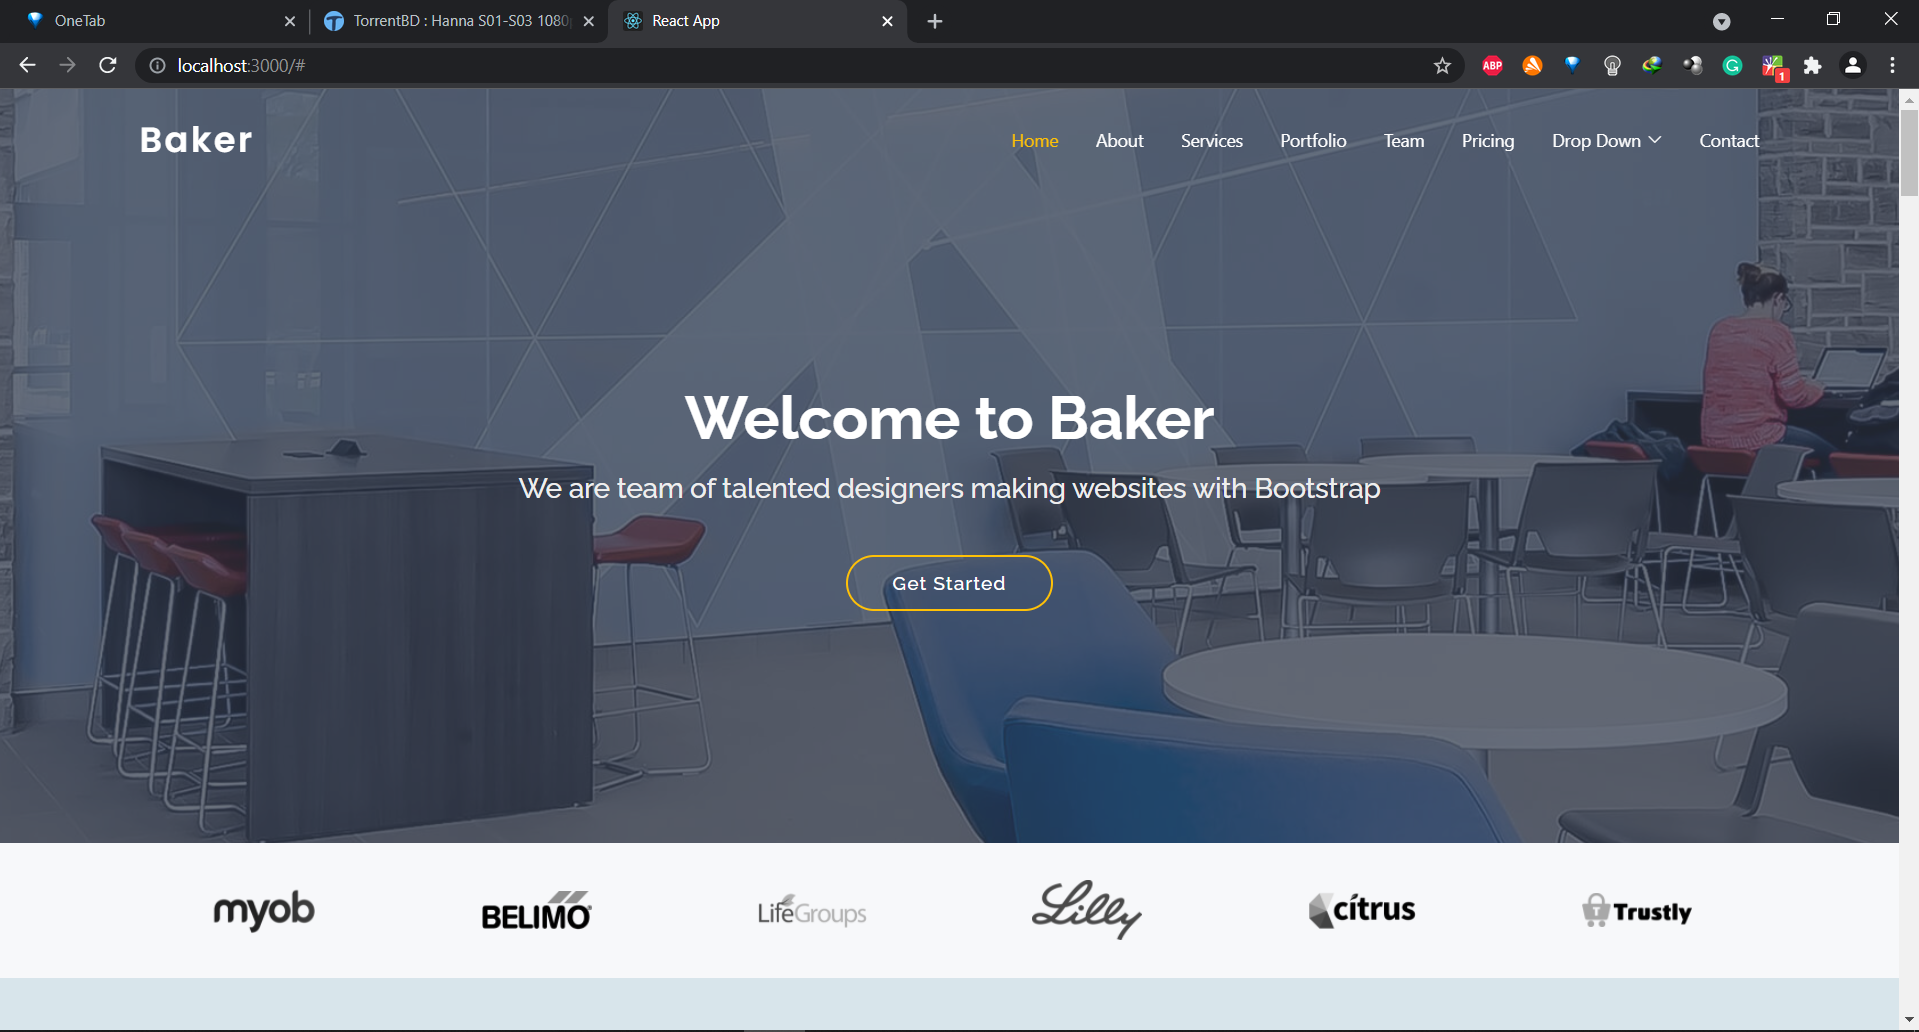 OneTab
TorrentBD : Hanna S01-S03 1080p
React App
localhost:3000/#
ABP
1
Baker
Home About Services Portfolio Team Pricing Drop Down Contact
Welcome to Baker
We are team of talented designers making websites with Bootstrap
Get Started
myob BELIMO LifeGroups Lilly cítrus Trustly